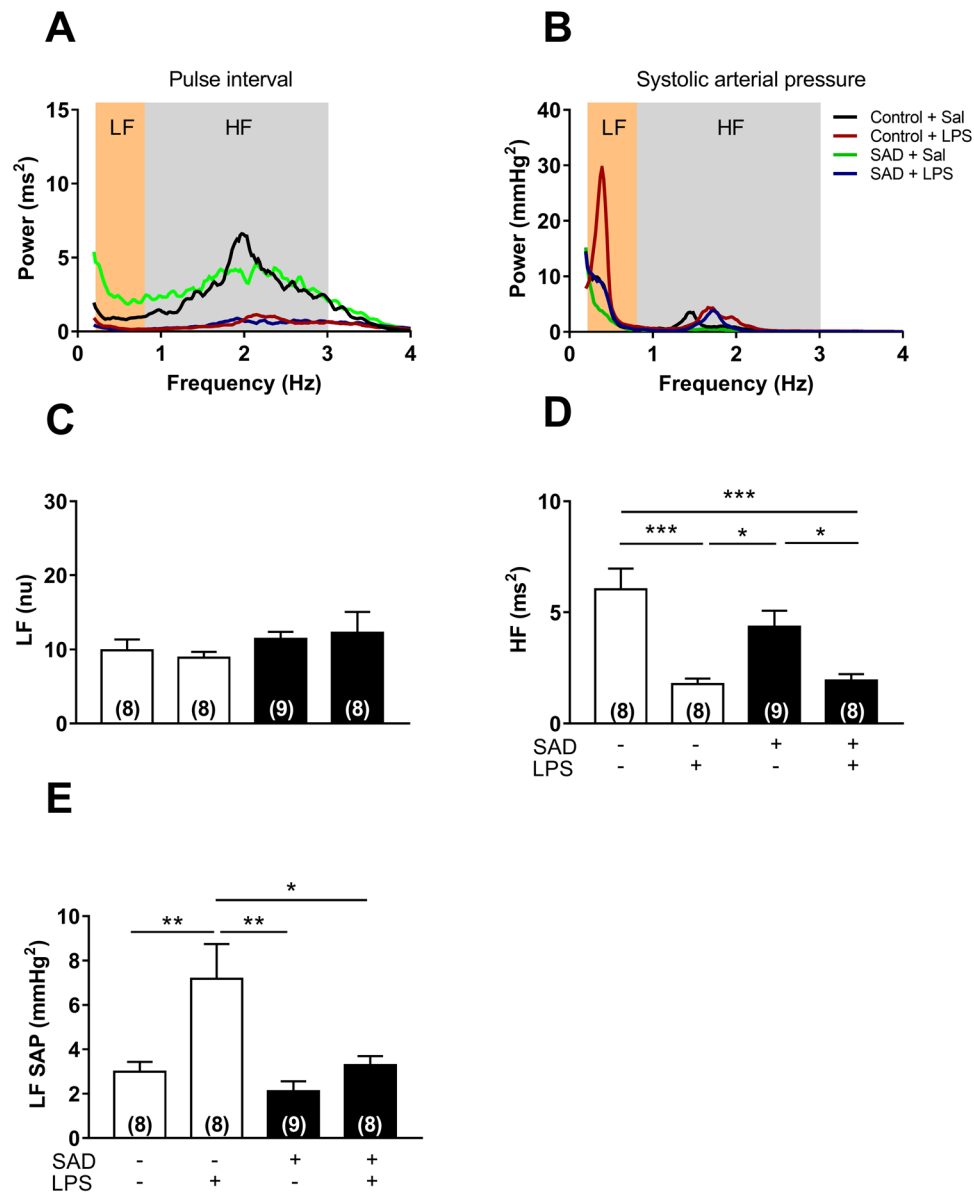 A
B
Pulse interval
Systolic arterial pressure
15
10
5
0
Power (ms2)
LF
HF
0 1 2 3 4
Frequency (Hz)
40
30
20
10
0
Power (mmHg2)
LF
HF
0 1 2 3 4
Frequency (Hz)
Control + Sal
Control + LPS
SAD + Sal
SAD + LPS
C
D
30
20
10
0
LF (nu)
(8) (8) (9) (8)
10
5
0
HF (ms2)
***
*** * *
(8) (8) (9) (8)
SAD - - + +
LPS - + - +
E
10
8
6
4
2
0
LF SAP (mmHg2)
*
** **
(8) (8) (9) (8)
SAD - - + +
LPS - + - +